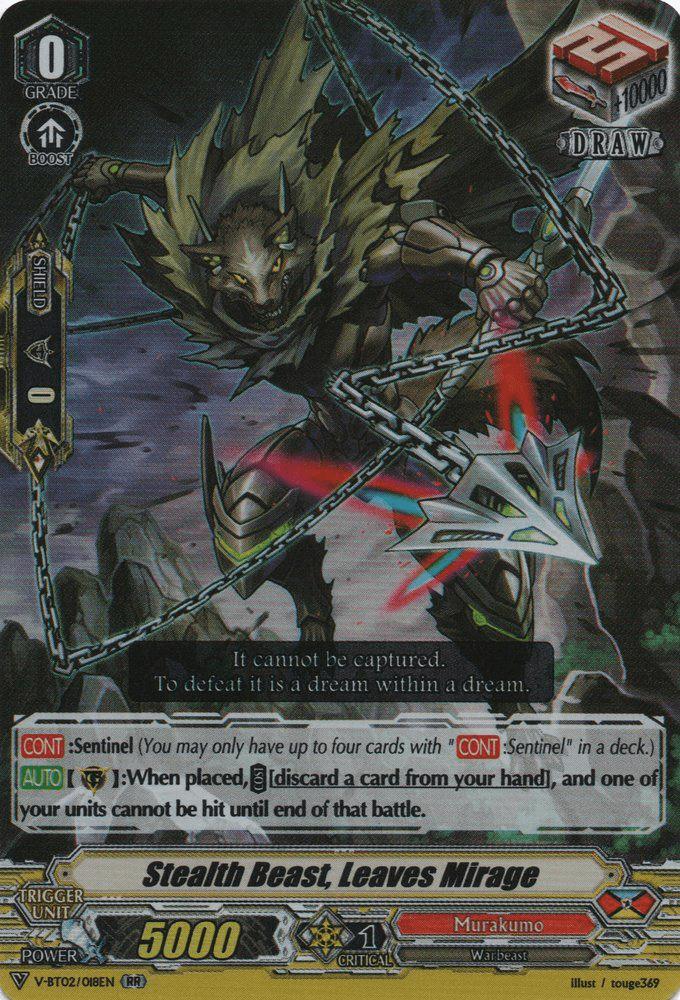 0
GRADE
BOOST
+10000
DRAW
SHIELD
0
It cannot be captured.
To defeat it is a dream within a dream.
CONT :Sentinel (You may only have up to four cards with "CONT:Sentinel" in a deck.)
AUTO [ ]:When placed, COST [discard a card from your hand], and one of
your units cannot be hit until end of that battle.
Stealth Beast, Leaves Mirage
TRIGGER
UNIT
POWER
5000
1
CRITICAL
Murakumo
Warbeast
V-BT02/018EN RR
illust / touge369